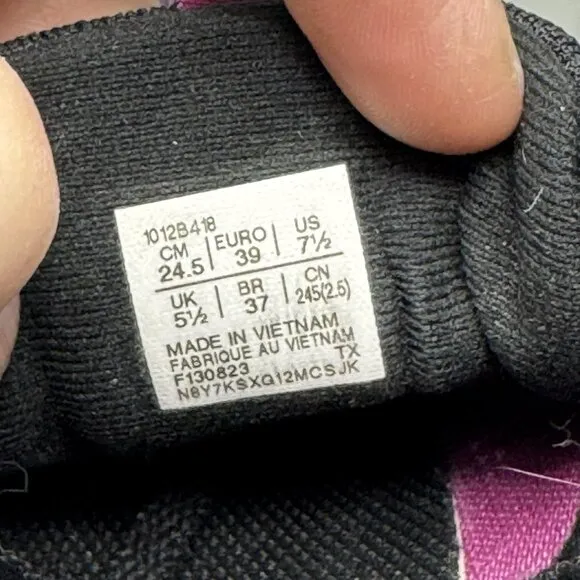 1012B418
CM | EURO | US
24.5 | 39 | 7½
UK | BR | CN
5½ | 37 | 245(2.5)
MADE IN VIETNAM
FABRIQUE AU VIETNAM
F130823 TX
N8Y7KSXQ12MCSJK